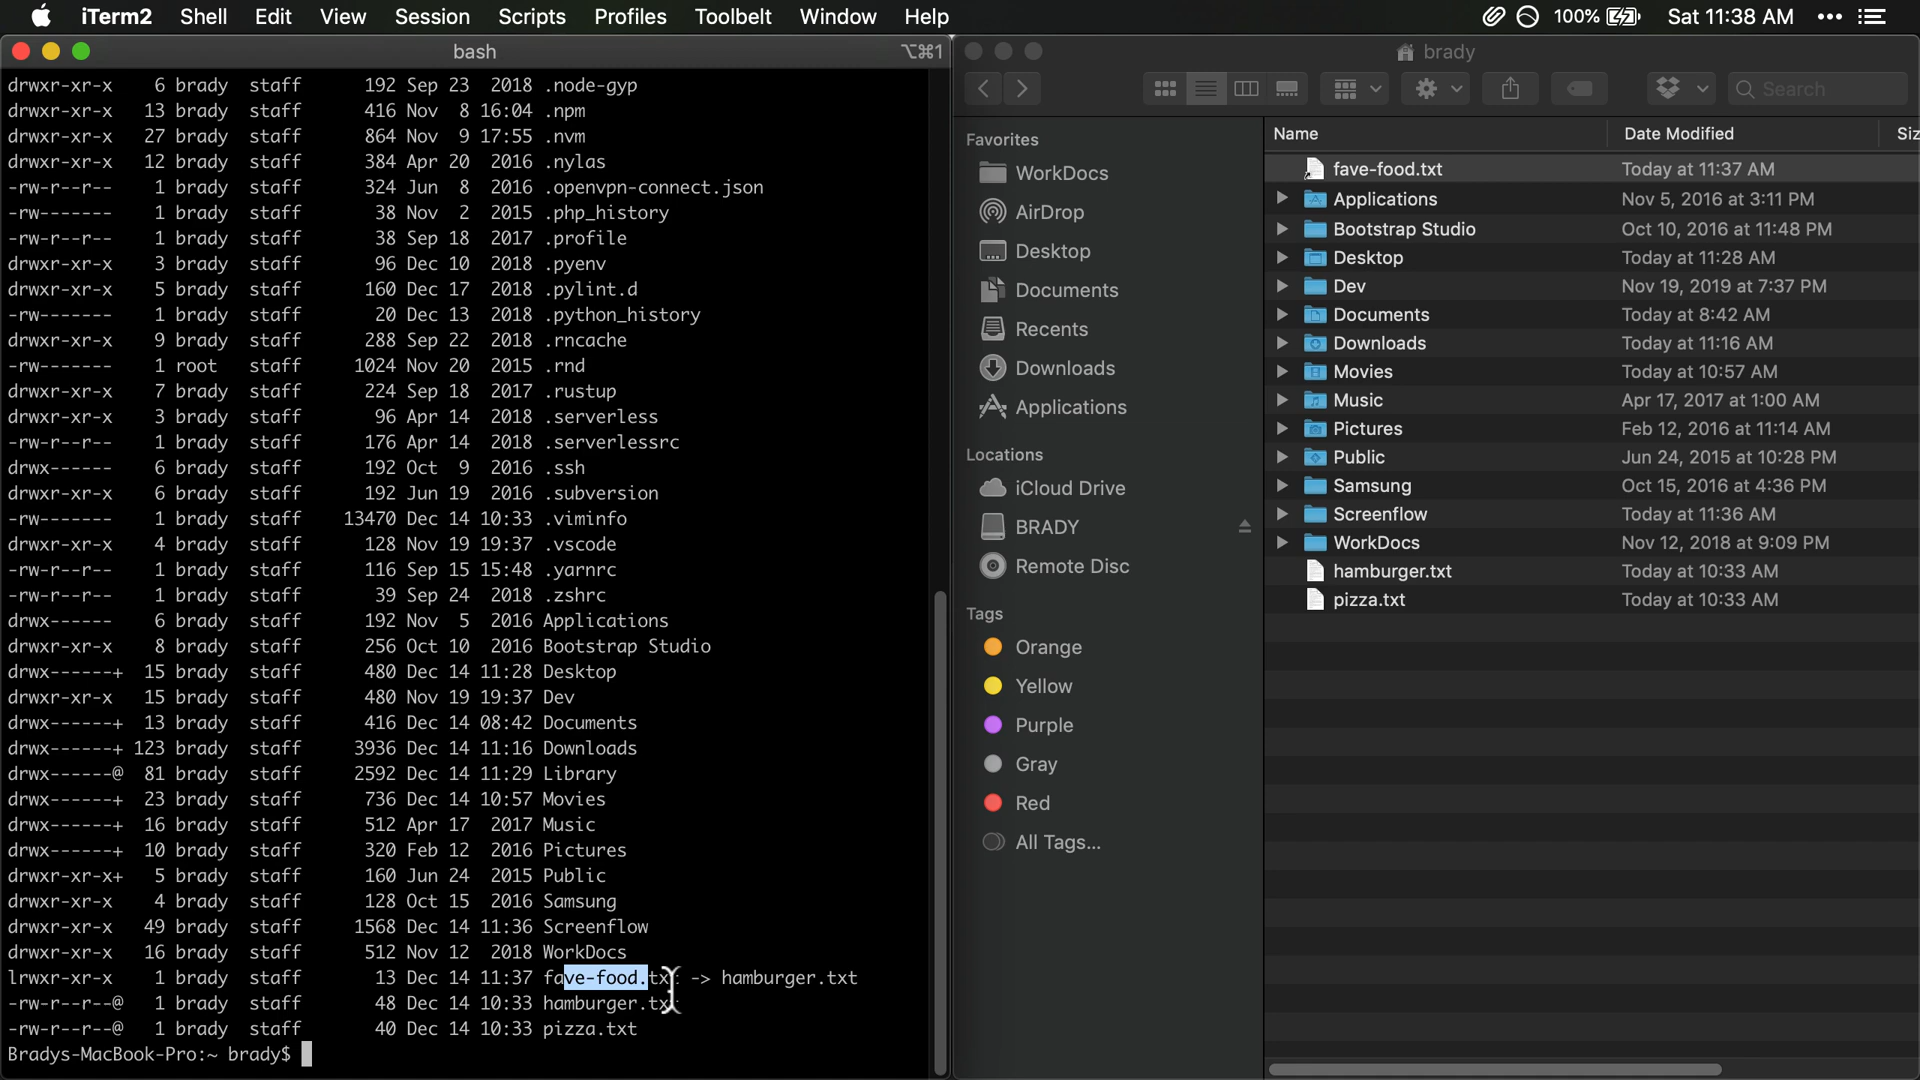 iTerm2 Shell Edit View Session Scripts Profiles Toolbelt Window Help 100% Sat 11:38 AM
bash ⌥⌘1
drwxr-xr-x 6 brady staff 192 Sep 23 2018 .node-gyp
drwxr-xr-x 13 brady staff 416 Nov 8 16:04 .npm
drwxr-xr-x 27 brady staff 864 Nov 9 17:55 .nvm
drwxr-xr-x 12 brady staff 384 Apr 20 2016 .nylas
-rw-r--r-- 1 brady staff 324 Jun 8 2016 .openvpn-connect.json
-rw------- 1 brady staff 38 Nov 2 2015 .php_history
-rw-r--r-- 1 brady staff 38 Sep 18 2017 .profile
drwxr-xr-x 3 brady staff 96 Dec 10 2018 .pyenv
drwxr-xr-x 5 brady staff 160 Dec 17 2018 .pylint.d
-rw------- 1 brady staff 20 Dec 13 2018 .python_history
drwxr-xr-x 9 brady staff 288 Sep 22 2018 .rncache
-rw------- 1 root staff 1024 Nov 20 2015 .rnd
drwxr-xr-x 7 brady staff 224 Sep 18 2017 .rustup
drwxr-xr-x 3 brady staff 96 Apr 14 2018 .serverless
-rw-r--r-- 1 brady staff 176 Apr 14 2018 .serverlessrc
drwx------ 6 brady staff 192 Oct 9 2016 .ssh
drwxr-xr-x 6 brady staff 192 Jun 19 2016 .subversion
-rw------- 1 brady staff 13470 Dec 14 10:33 .viminfo
drwxr-xr-x 4 brady staff 128 Nov 19 19:37 .vscode
-rw-r--r-- 1 brady staff 116 Sep 15 15:48 .yarnrc
-rw-r--r-- 1 brady staff 39 Sep 24 2018 .zshrc
drwx------ 6 brady staff 192 Nov 5 2016 Applications
drwxr-xr-x 8 brady staff 256 Oct 10 2016 Bootstrap Studio
drwx------+ 15 brady staff 480 Dec 14 11:28 Desktop
drwxr-xr-x 15 brady staff 480 Nov 19 19:37 Dev
drwx------+ 13 brady staff 416 Dec 14 08:42 Documents
drwx------+ 123 brady staff 3936 Dec 14 11:16 Downloads
drwx------@ 81 brady staff 2592 Dec 14 11:29 Library
drwx------+ 23 brady staff 736 Dec 14 10:57 Movies
drwx------+ 16 brady staff 512 Apr 17 2017 Music
drwx------+ 10 brady staff 320 Feb 12 2016 Pictures
drwxr-xr-x+ 5 brady staff 160 Jun 24 2015 Public
drwxr-xr-x 4 brady staff 128 Oct 15 2016 Samsung
drwxr-xr-x 49 brady staff 1568 Dec 14 11:36 Screenflow
drwxr-xr-x 16 brady staff 512 Nov 12 2018 WorkDocs
lrwxr-xr-x 1 brady staff 13 Dec 14 11:37 fave-food.txt -> hamburger.txt
-rw-r--r--@ 1 brady staff 48 Dec 14 10:33 hamburger.txt
-rw-r--r--@ 1 brady staff 40 Dec 14 10:33 pizza.txt
Bradys-MacBook-Pro:~ brady$
brady
Search
Favorites
WorkDocs
AirDrop
Desktop
Documents
Recents
Downloads
Applications
Locations
iCloud Drive
BRADY
Remote Disc
Tags
Orange
Yellow
Purple
Gray
Red
All Tags...
Name Date Modified Siz
fave-food.txt Today at 11:37 AM
Applications Nov 5, 2016 at 3:11 PM
Bootstrap Studio Oct 10, 2016 at 11:48 PM
Desktop Today at 11:28 AM
Dev Nov 19, 2019 at 7:37 PM
Documents Today at 8:42 AM
Downloads Today at 11:16 AM
Movies Today at 10:57 AM
Music Apr 17, 2017 at 1:00 AM
Pictures Feb 12, 2016 at 11:14 AM
Public Jun 24, 2015 at 10:28 PM
Samsung Oct 15, 2016 at 4:36 PM
Screenflow Today at 11:36 AM
WorkDocs Nov 12, 2018 at 9:09 PM
hamburger.txt Today at 10:33 AM
pizza.txt Today at 10:33 AM